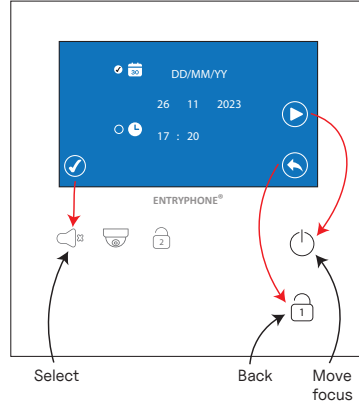 30
DD/MM/YY
26 11 2023
17 : 20
ENTRYPHONE®
2
1
Select
Back
Move
focus